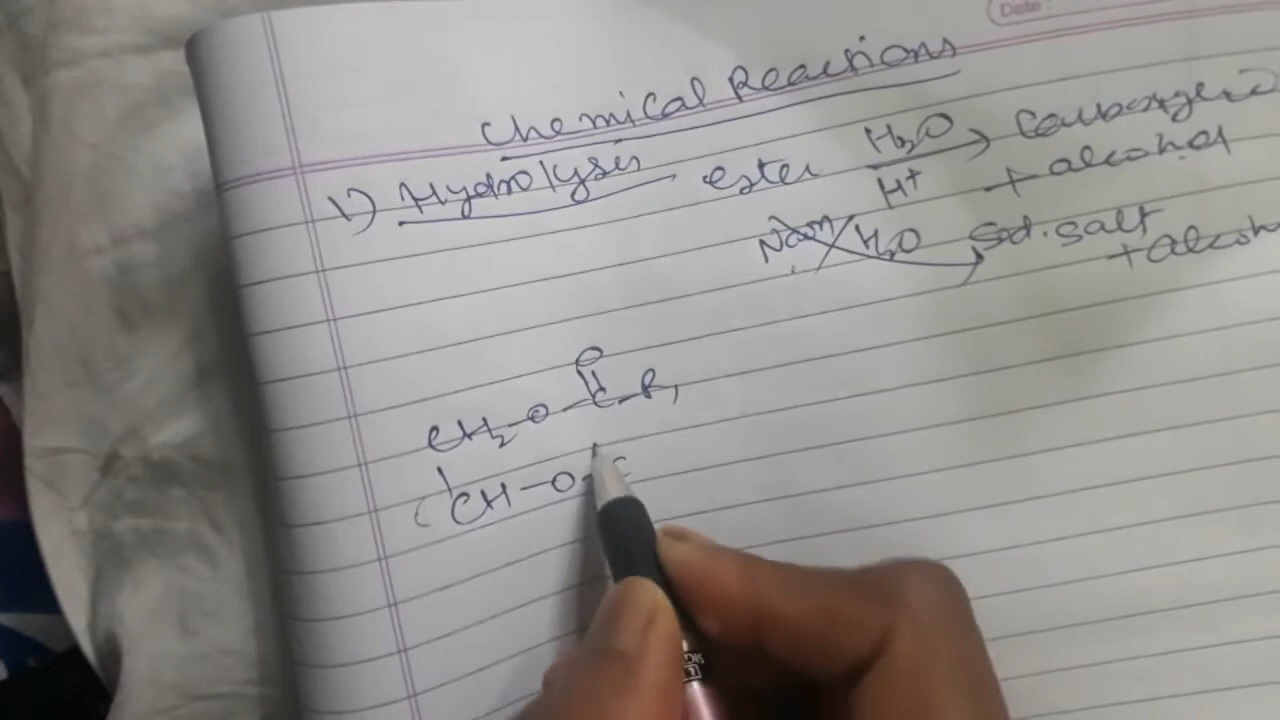 Date :
Chemical Reactions
1.) Hydrolysis ester H2O → Carboxylic
H+ + alcohol
NaOH/H2O → Sod. salt
+ alcoh
O
||
CH2-O-C-R1
|
CH-O-C